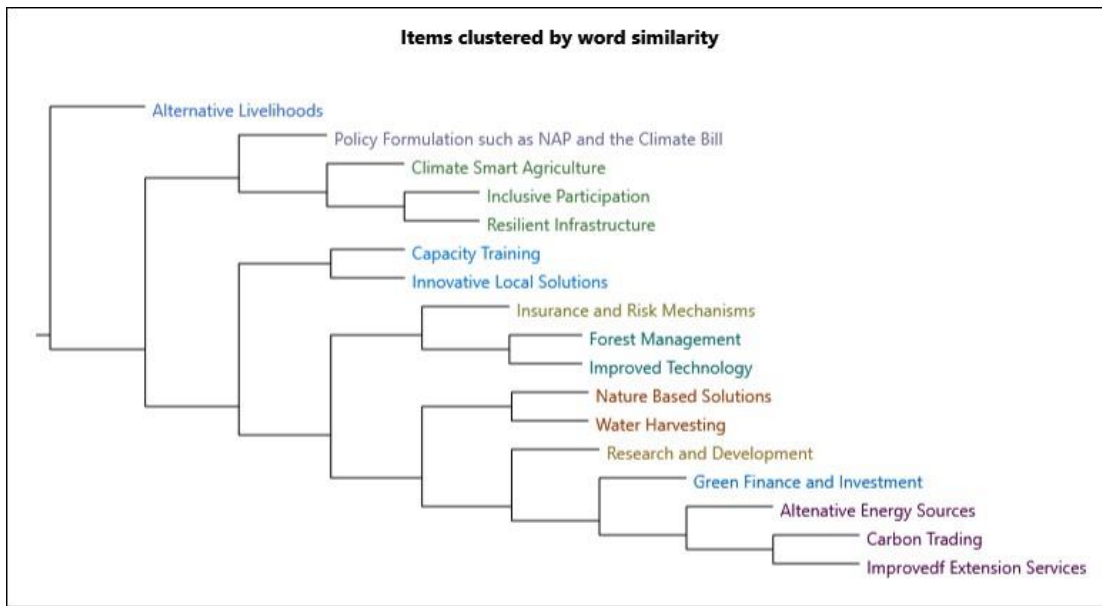 Items clustered by word similarity
Alternative Livelihoods
Policy Formulation such as NAP and the Climate Bill
Climate Smart Agriculture
Inclusive Participation
Resilient Infrastructure
Capacity Training
Innovative Local Solutions
Insurance and Risk Mechanisms
Forest Management
Improved Technology
Nature Based Solutions
Water Harvesting
Research and Development
Green Finance and Investment
Altenative Energy Sources
Carbon Trading
Improvedf Extension Services